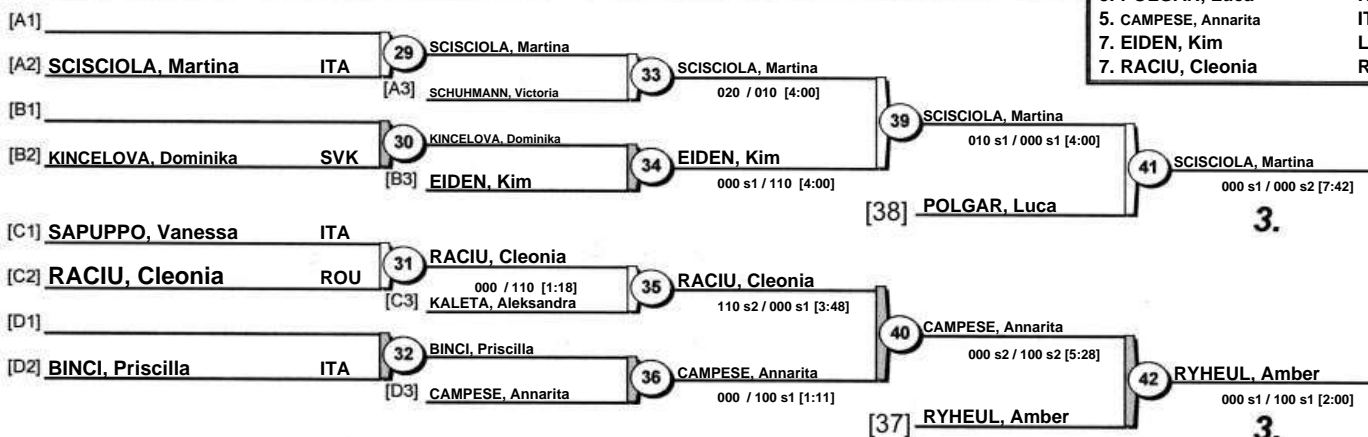 5. CAMPESE, Annarita
7. EIDEN, Kim L
7. RACIU, Cleonia R
[A1]
29 SCISCIOLA, Martina
[A2] SCISCIOLA, Martina ITA
33 SCISCIOLA, Martina
[A3] SCHUHMANN, Victoria
020 / 010 [4:00]
[B1]
39 SCISCIOLA, Martina
010 s1 / 000 s1 [4:00]
30 KINCELOVA, Dominika
[B2] KINCELOVA, Dominika SVK
34 EIDEN, Kim
[B3] EIDEN, Kim
000 s1 / 110 [4:00]
41 SCISCIOLA, Martina
000 s1 / 000 s2 [7:42]
[38] POLGAR, Luca
3.
[C1] SAPUPPO, Vanessa ITA
31 RACIU, Cleonia
[C2] RACIU, Cleonia ROU
000 / 110 [1:18]
35 RACIU, Cleonia
[C3] KALETA, Aleksandra
110 s2 / 000 s1 [3:48]
[D1]
40 CAMPESE, Annarita
32 BINCI, Priscilla
000 s2 / 100 s2 [5:28]
[D2] BINCI, Priscilla ITA
36 CAMPESE, Annarita
42 RYHEUL, Amber
[D3] CAMPESE, Annarita
000 / 100 s1 [1:11]
000 s1 / 100 s1 [2:00]
[37] RYHEUL, Amber
3.